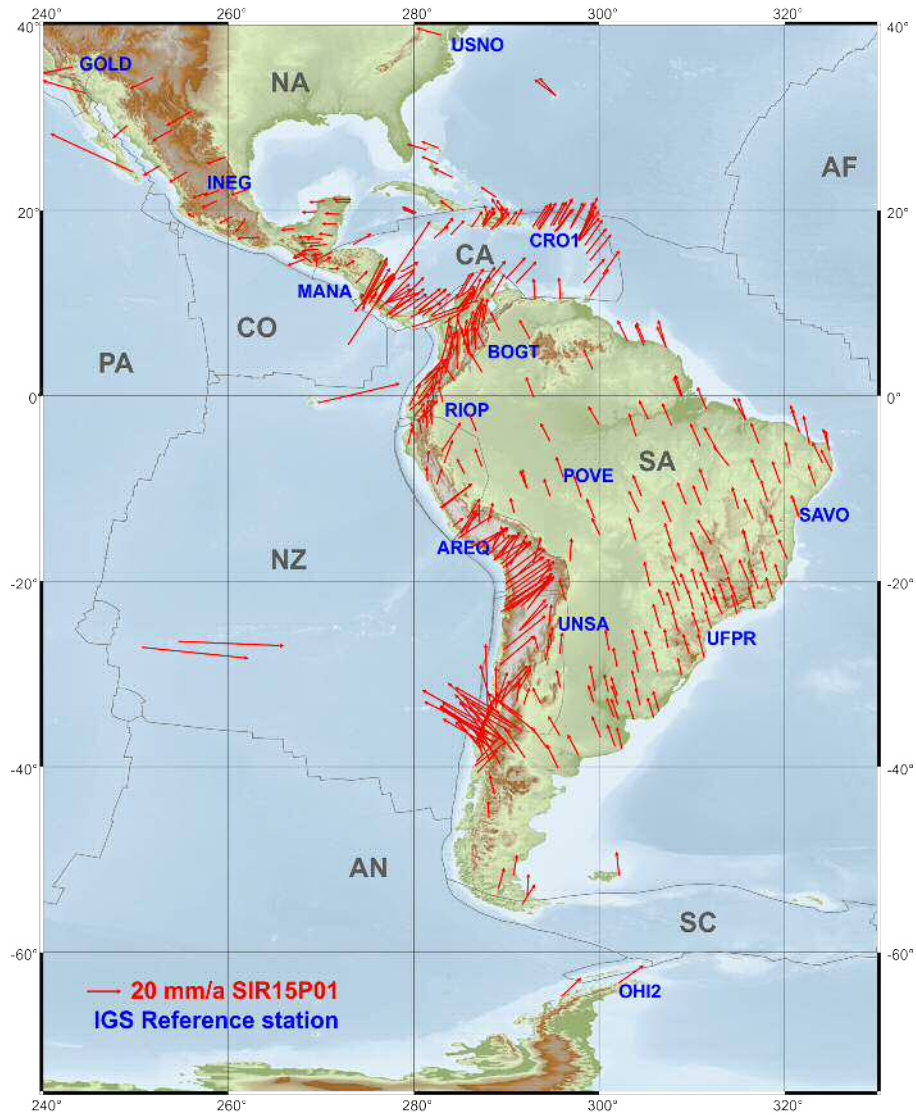 240° 260° 280° 300° 320°
40°
USNO
GOLD
NA
AF
INEG
20°
CRO1
CA
MANA
CO
PA
BOGT
0°
RIOP
SA
POVE
SAVO
AREQ
NZ
-20°
UNSA
UFPR
-40°
AN
SC
-60°
20 mm/a SIR15P01
OHI2
IGS Reference station
240° 260° 280° 300° 320°
40°
20°
0°
-20°
-40°
-60°